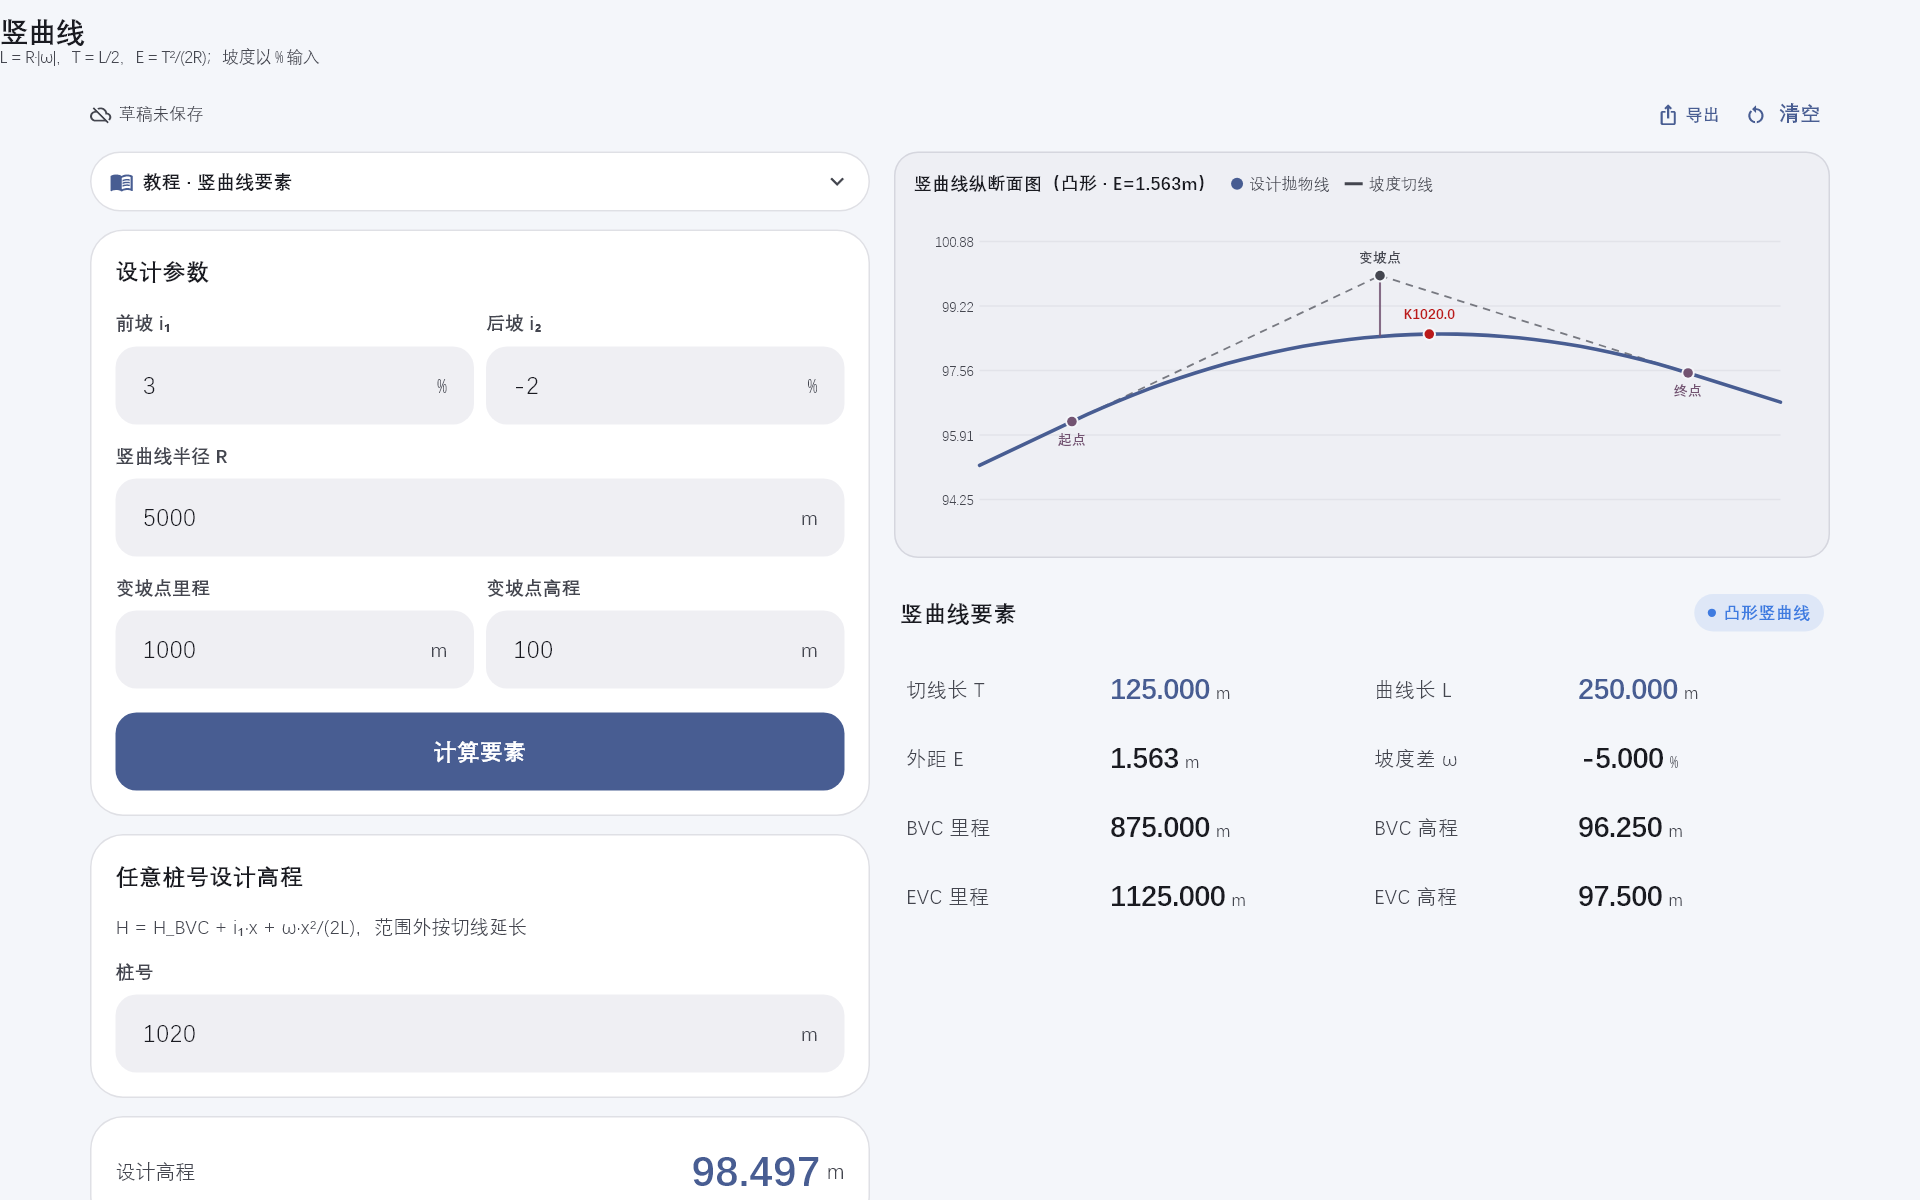 竖曲线
L = R·|ω|，T = L/2，E = T²/(2R)；坡度以 % 输入
草稿未保存
导出
清空
教程 · 竖曲线要素
设计参数
前坡 i₁
后坡 i₂
3 %
-2 %
竖曲线半径 R
5000 m
变坡点里程
变坡点高程
1000 m
100 m
计算要素
任意桩号设计高程
H = H_BVC + i₁·x + ω·x²/(2L)，范围外按切线延长
桩号
1020 m
设计高程
98.497 m
竖曲线纵断面图（凸形 · E=1.563m）
设计抛物线
坡度切线
100.88
99.22
97.56
95.91
94.25
变坡点
K1020.0
起点
终点
竖曲线要素
凸形竖曲线
切线长 T 125.000 m
曲线长 L 250.000 m
外距 E 1.563 m
坡度差 ω -5.000 %
BVC 里程 875.000 m
BVC 高程 96.250 m
EVC 里程 1125.000 m
EVC 高程 97.500 m